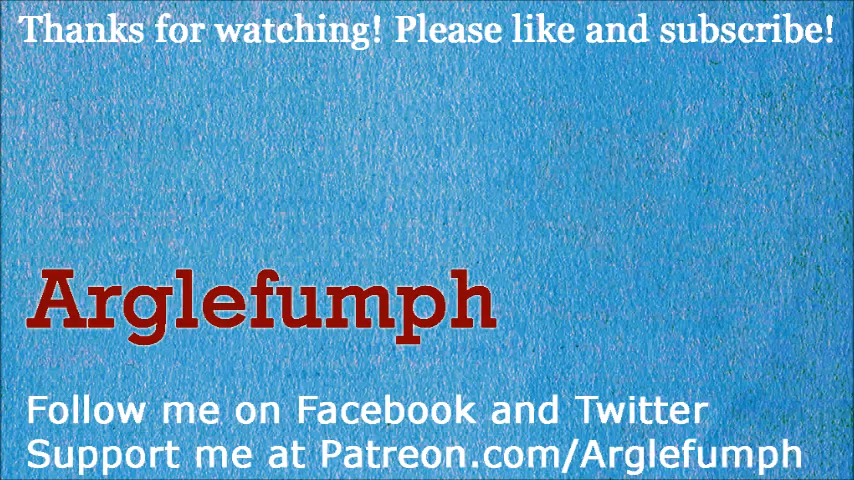 Thanks for watching! Please like and subscribe!
Arglefumph
Follow me on Facebook and Twitter
Support me at Patreon.com/Arglefumph